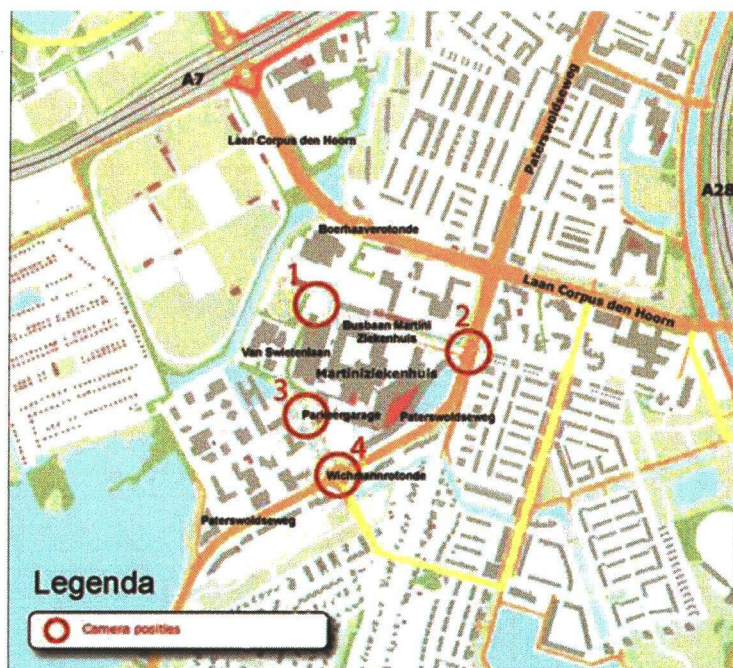 A7
Laan Corpus den Hoorn
Paterswoldseweg
A28
Boerhaaverotonde
Laan Corpus den Hoorn
1
2
Busbaan Martini
Ziekenhuis
Van Swietenlaan
Martiniziekenhuis
3
Parkeergarage
Paterswoldseweg
4
Wichmannrotonde
Paterswoldseweg
Legenda
Camera posities